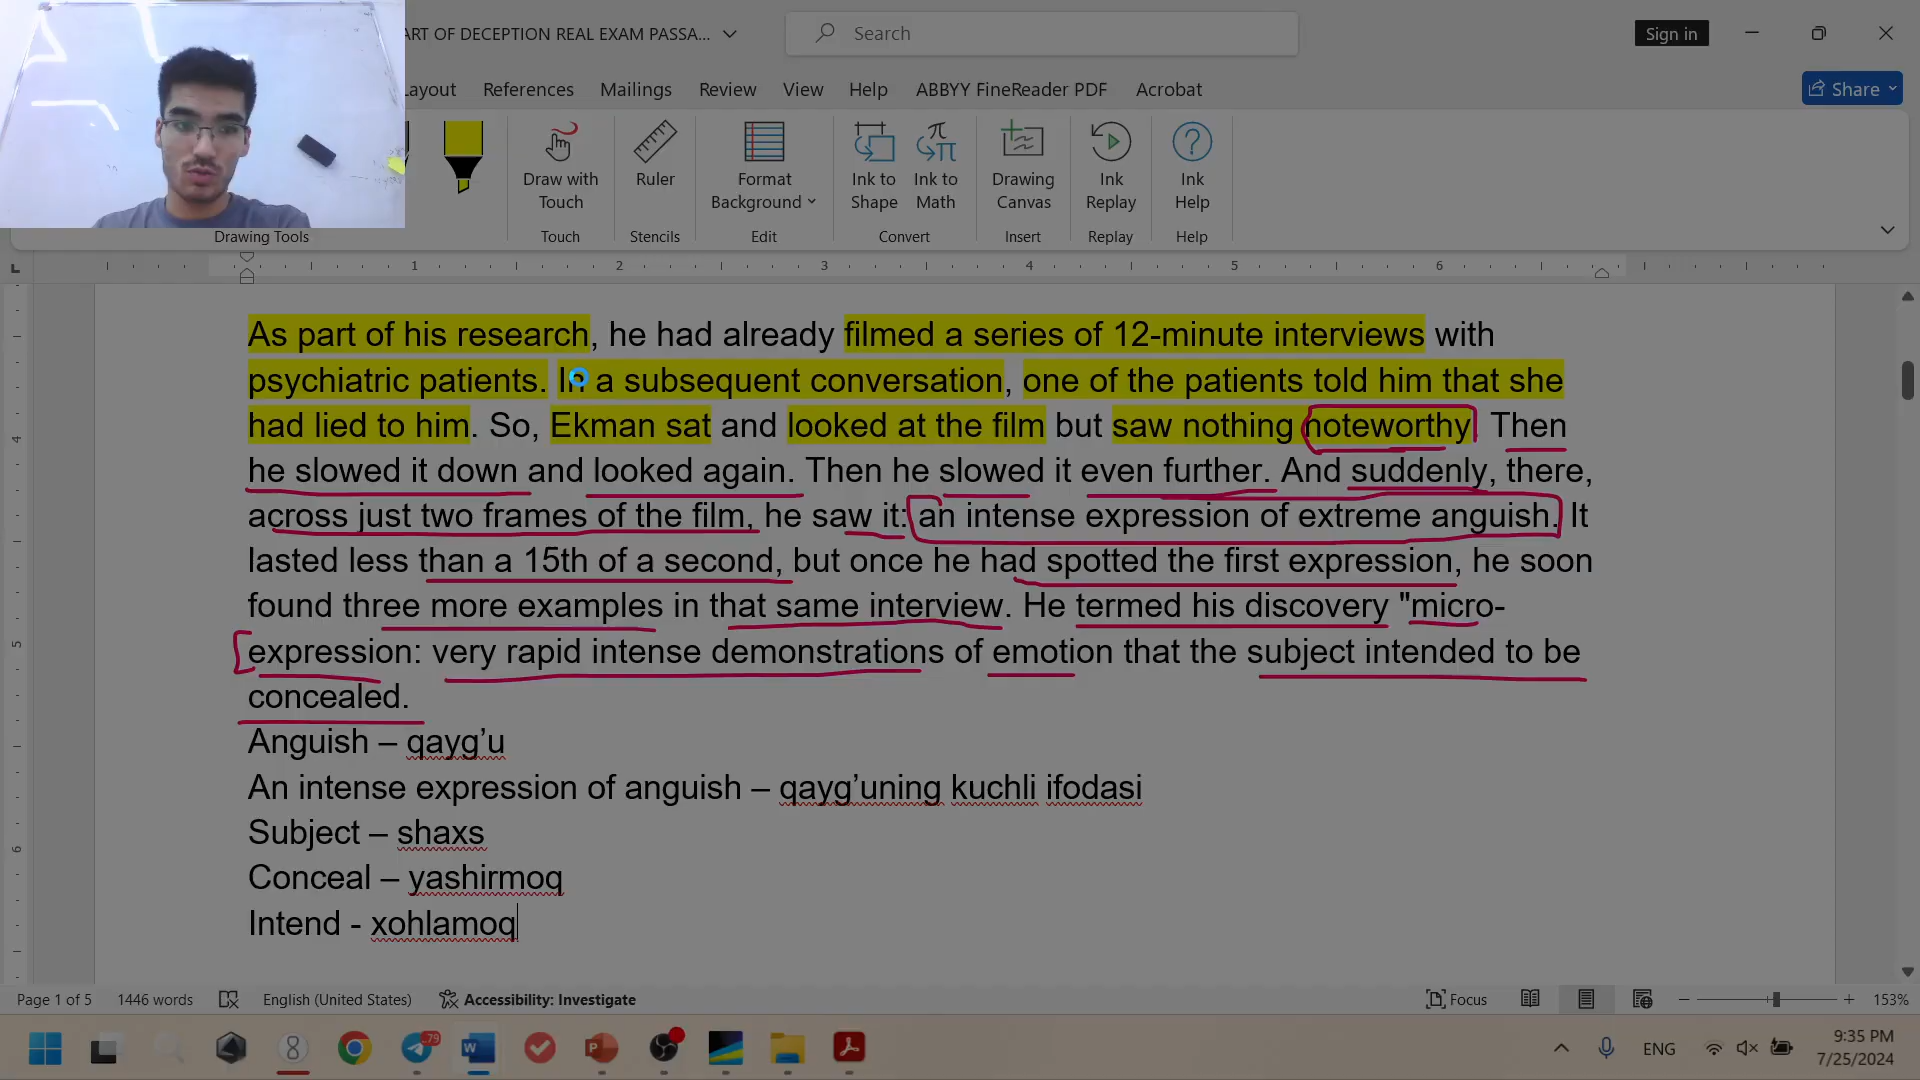 ART OF DECEPTION REAL EXAM PASSA...
Search
Sign in
Layout References Mailings Review View Help ABBYY FineReader PDF Acrobat
Share
Draw with Touch
Ruler
Format Background
Ink to Shape
Ink to Math
Drawing Canvas
Ink Replay
Ink Help
Drawing Tools Touch Stencils Edit Convert Insert Replay Help
1 2 3 4 5 6
As part of his research, he had already filmed a series of 12-minute interviews with
psychiatric patients. In a subsequent conversation, one of the patients told him that she
had lied to him. So, Ekman sat and looked at the film but saw nothing noteworthy. Then
he slowed it down and looked again. Then he slowed it even further. And suddenly, there,
across just two frames of the film, he saw it: an intense expression of extreme anguish. It
lasted less than a 15th of a second, but once he had spotted the first expression, he soon
found three more examples in that same interview. He termed his discovery "micro-
expression: very rapid intense demonstrations of emotion that the subject intended to be
concealed.
Anguish – qayg’u
An intense expression of anguish – qayg’uning kuchli ifodasi
Subject – shaxs
Conceal – yashirmoq
Intend - xohlamoq
4
5
6
Page 1 of 5 1446 words English (United States) Accessibility: Investigate Focus 153%
79
ENG
9:35 PM
7/25/2024